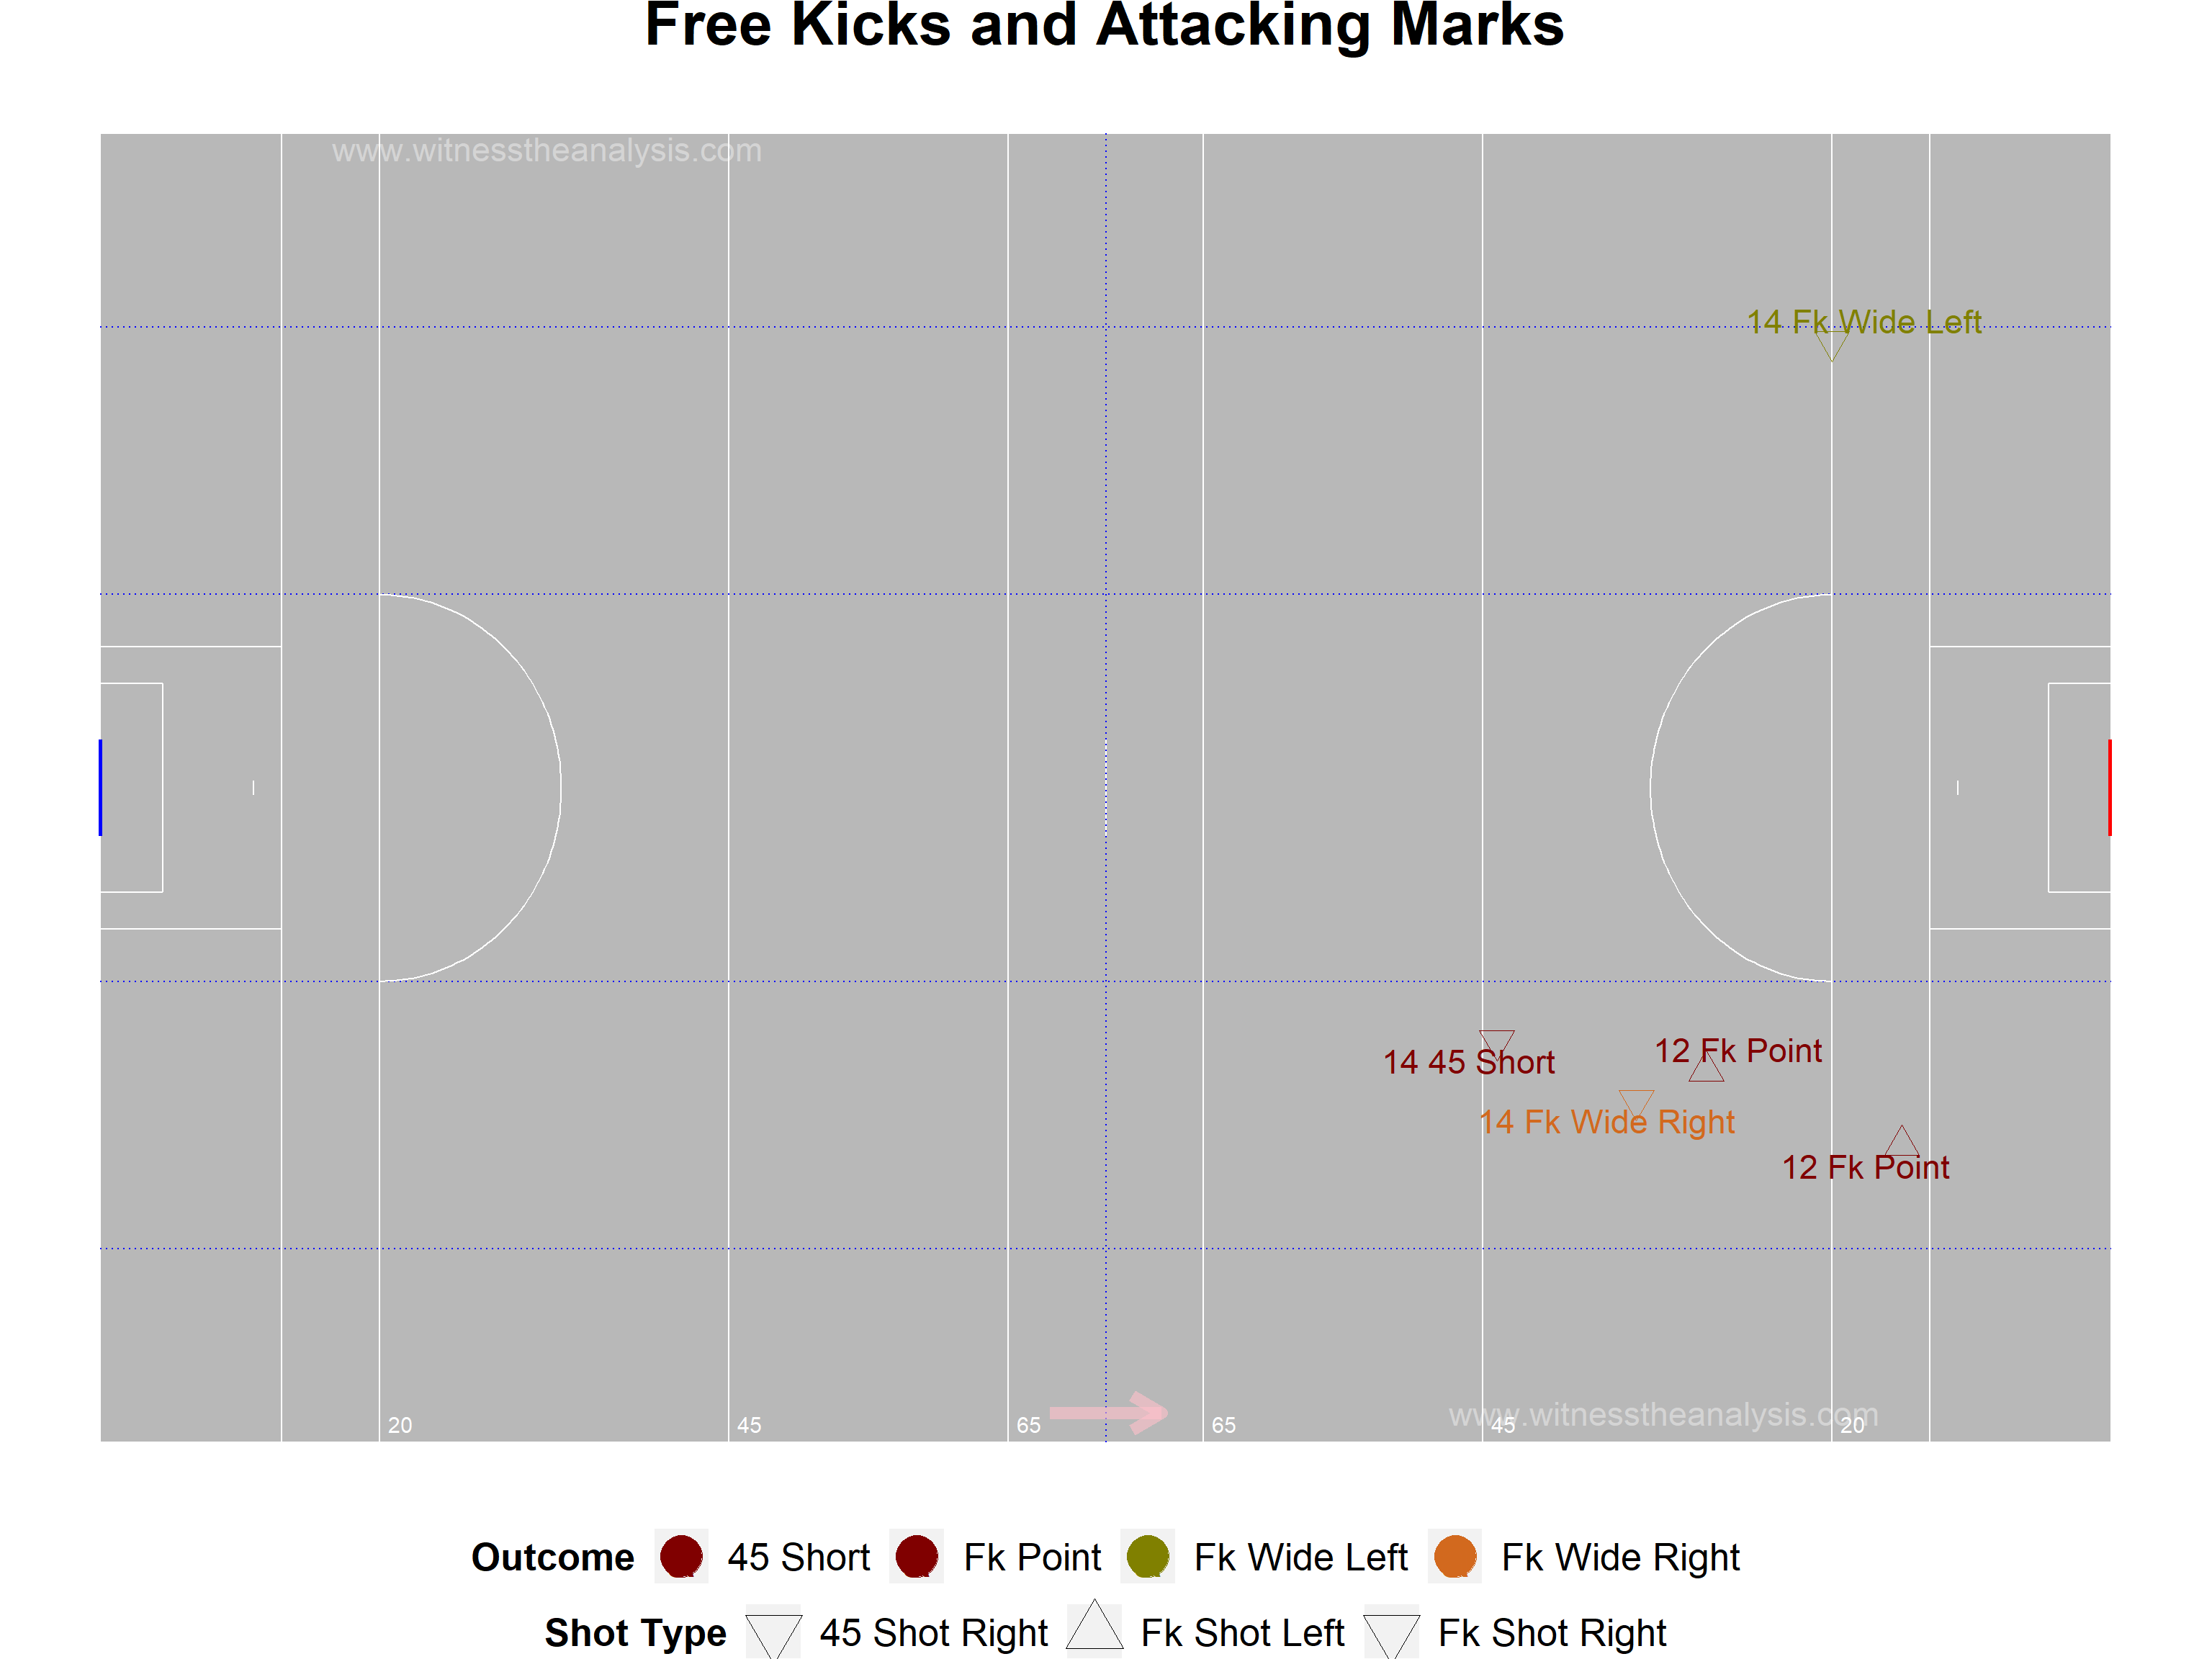 Free Kicks and Attacking Marks
www.witnesstheanalysis.com
14 Fk Wide Left
14 45 Short
12 Fk Point
14 Fk Wide Right
12 Fk Point
www.witnesstheanalysis.com
20 45 65 65 45 20
Outcome 45 Short Fk Point Fk Wide Left Fk Wide Right
Shot Type 45 Shot Right Fk Shot Left Fk Shot Right